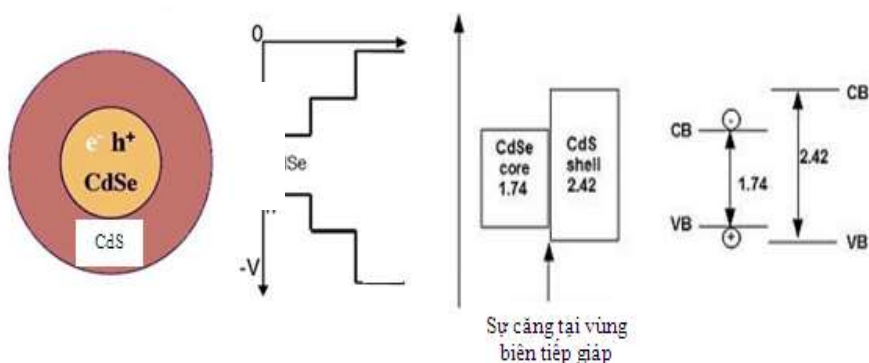 e⁻ h⁺
CdSe
CdS
0
-V
CdSe
core
1.74
CdS
shell
2.42
Sự căng tại vùng
biên tiếp giáp
CB
-
1.74
VB
+
CB
2.42
VB